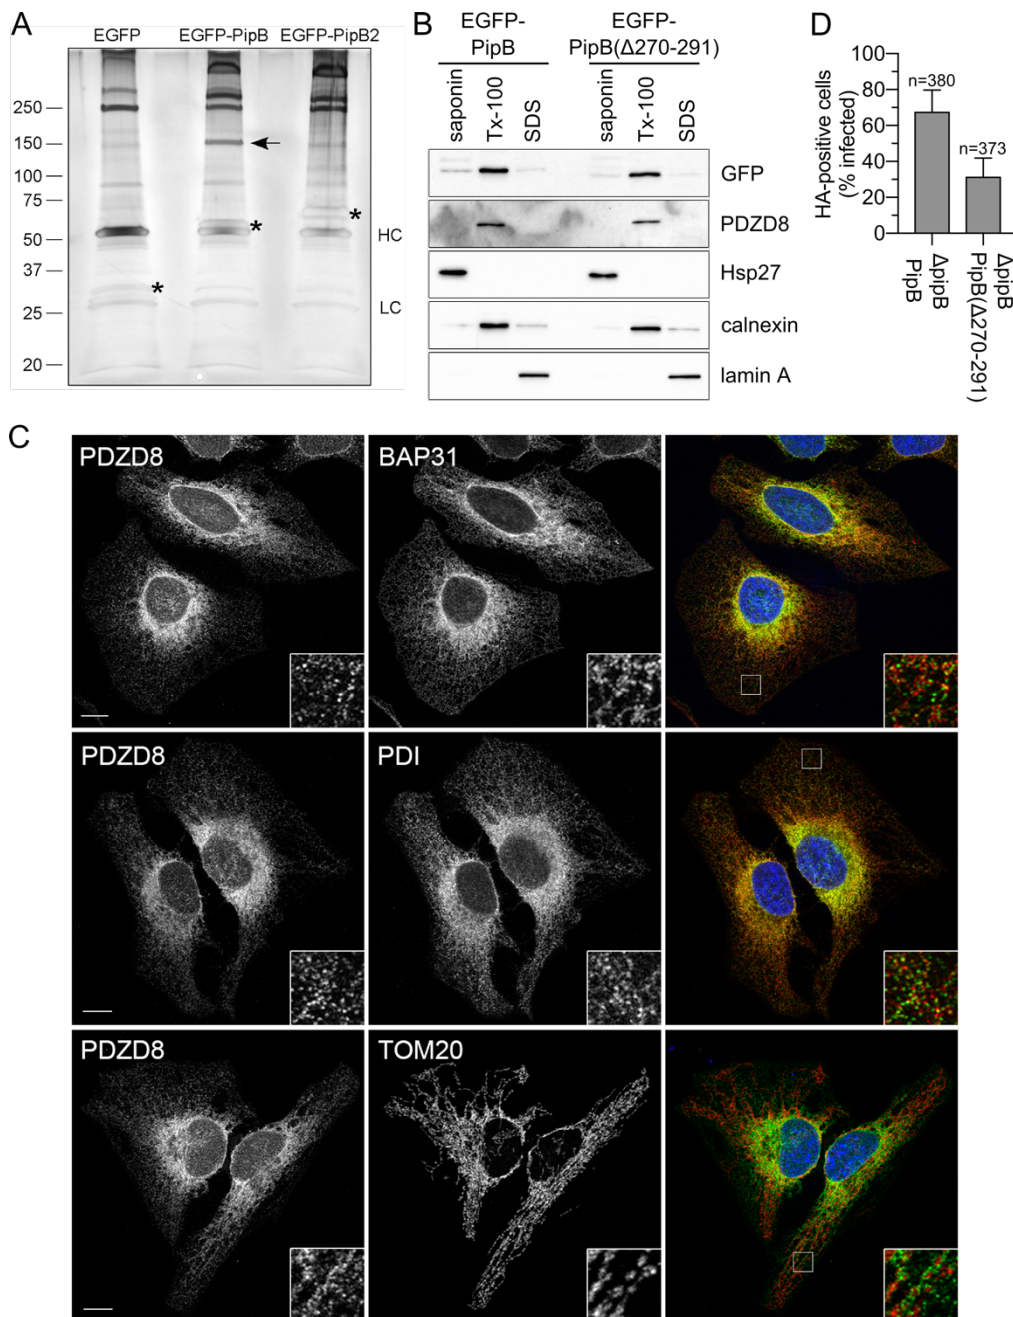 A
EGFP
EGFP-PipB
EGFP-PipB2
250
150
100
75
50
37
25
20
*
*
*
HC
LC
B
EGFP-
PipB
EGFP-
PipB(Δ270-291)
saponin
Tx-100
SDS
saponin
Tx-100
SDS
GFP
PDZD8
Hsp27
calnexin
lamin A
D
HA-positive cells
(% infected)
100
80
60
40
20
0
n=380
n=373
ΔpipB
PipB
ΔpipB
PipB(Δ270-291)
C
PDZD8
BAP31
PDZD8
PDI
PDZD8
TOM20